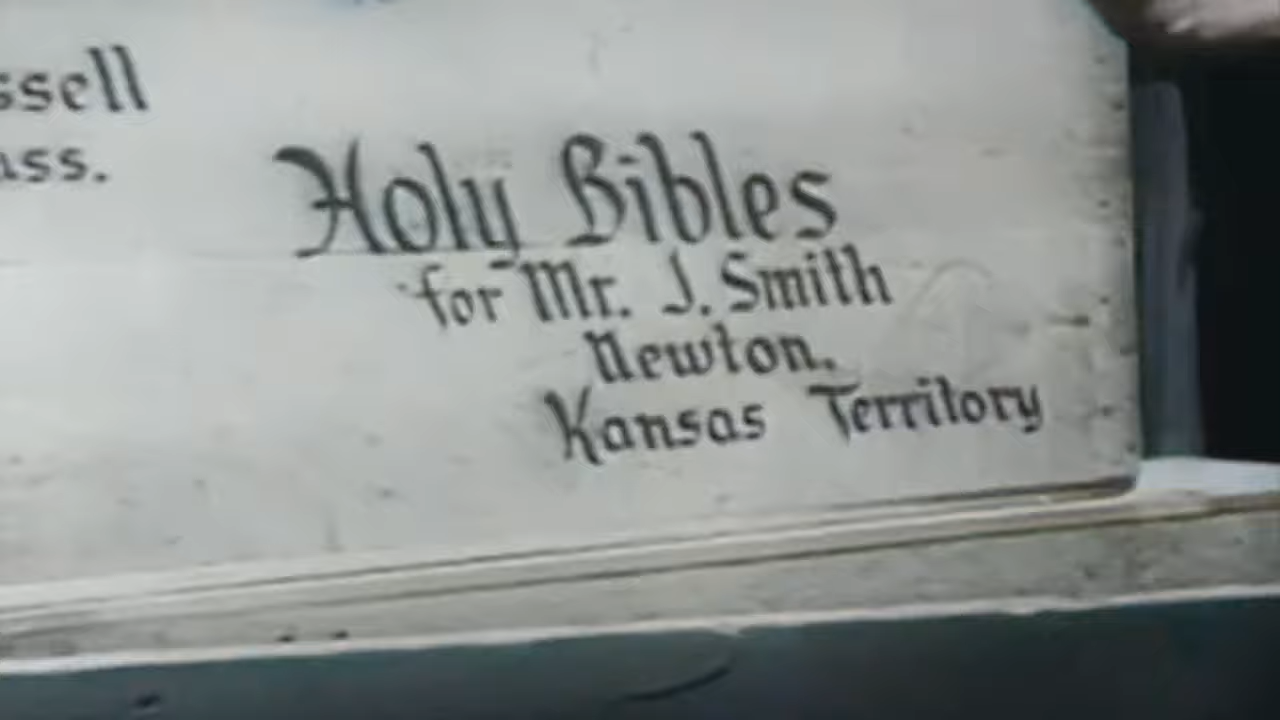 ssell
ass.
Holy Bibles
for Mr. J. Smith
Newton.
Kansas Territory